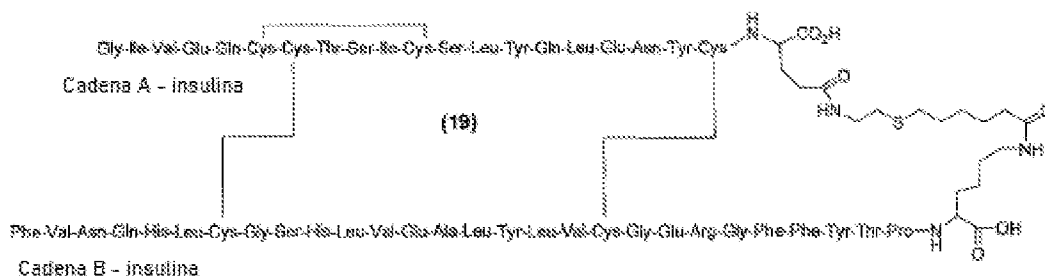 Gly-Ile-Val-Glu-Gln-Cys-Cys-Thr-Ser-Ile-Cys-Ser-Leu-Tyr-Gln-Leu-Glu-Asn-Tyr-Cys-N H CO2H
Cadena A - insulina
O
(19)
N H S O
N H
Phe-Val-Asn-Gln-His-Leu-Cys-Gly-Ser-His-Leu-Val-Glu-Ala-Leu-Tyr-Leu-Val-Cys-Gly-Glu-Arg-Gly-Phe-Phe-Tyr-Thr-Pro-N H O OH
Cadena B - insulina